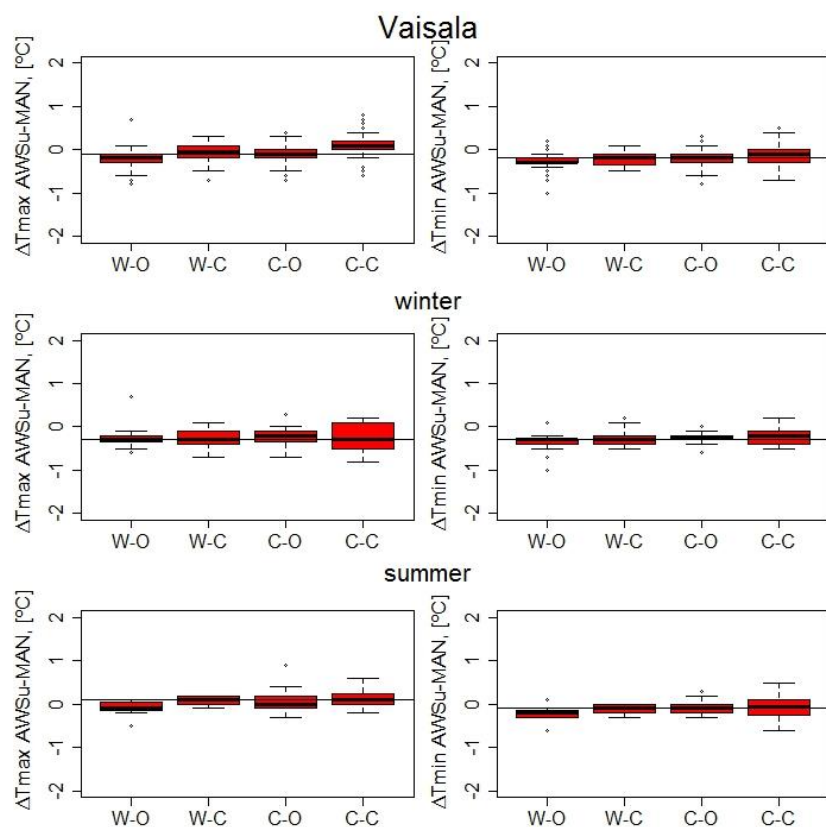 Vaisala
ΔTmax AWSu-MAN, [ºC]
2
1
0
-1
-2
W-O W-C C-O C-C
ΔTmin AWSu-MAN, [ºC]
2
1
0
-1
-2
W-O W-C C-O C-C
winter
ΔTmax AWSu-MAN, [ºC]
2
1
0
-1
-2
W-O W-C C-O C-C
ΔTmin AWSu-MAN, [ºC]
2
1
0
-1
-2
W-O W-C C-O C-C
summer
ΔTmax AWSu-MAN, [ºC]
2
1
0
-1
-2
W-O W-C C-O C-C
ΔTmin AWSu-MAN, [ºC]
2
1
0
-1
-2
W-O W-C C-O C-C